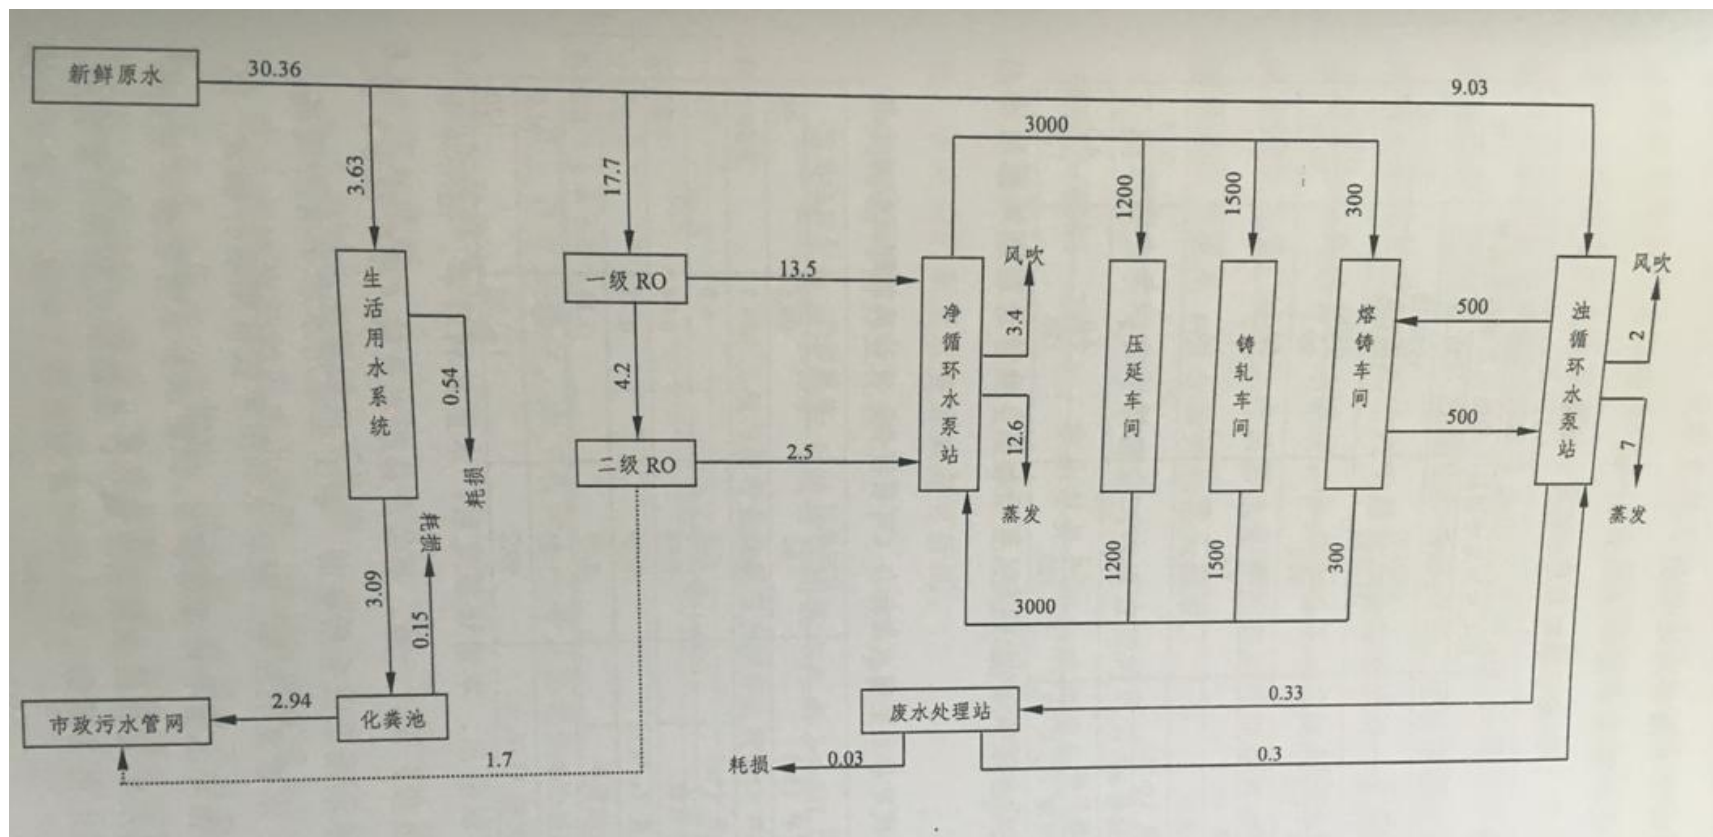 新鲜原水
30.36
9.03
3000
3.63
17.7
1200
1500
300
生活用水系统
一级 RO
13.5
净循环水泵站
风吹
3.4
12.6
蒸发
压延车间
铸轧车间
熔铸车间
500
500
浊循环水泵站
风吹
2
7
蒸发
0.54
耗损
4.2
二级 RO
2.5
3.09
耗损
0.15
1200
1500
300
3000
市政污水管网
2.94
化粪池
1.7
废水处理站
0.33
耗损
0.03
0.3